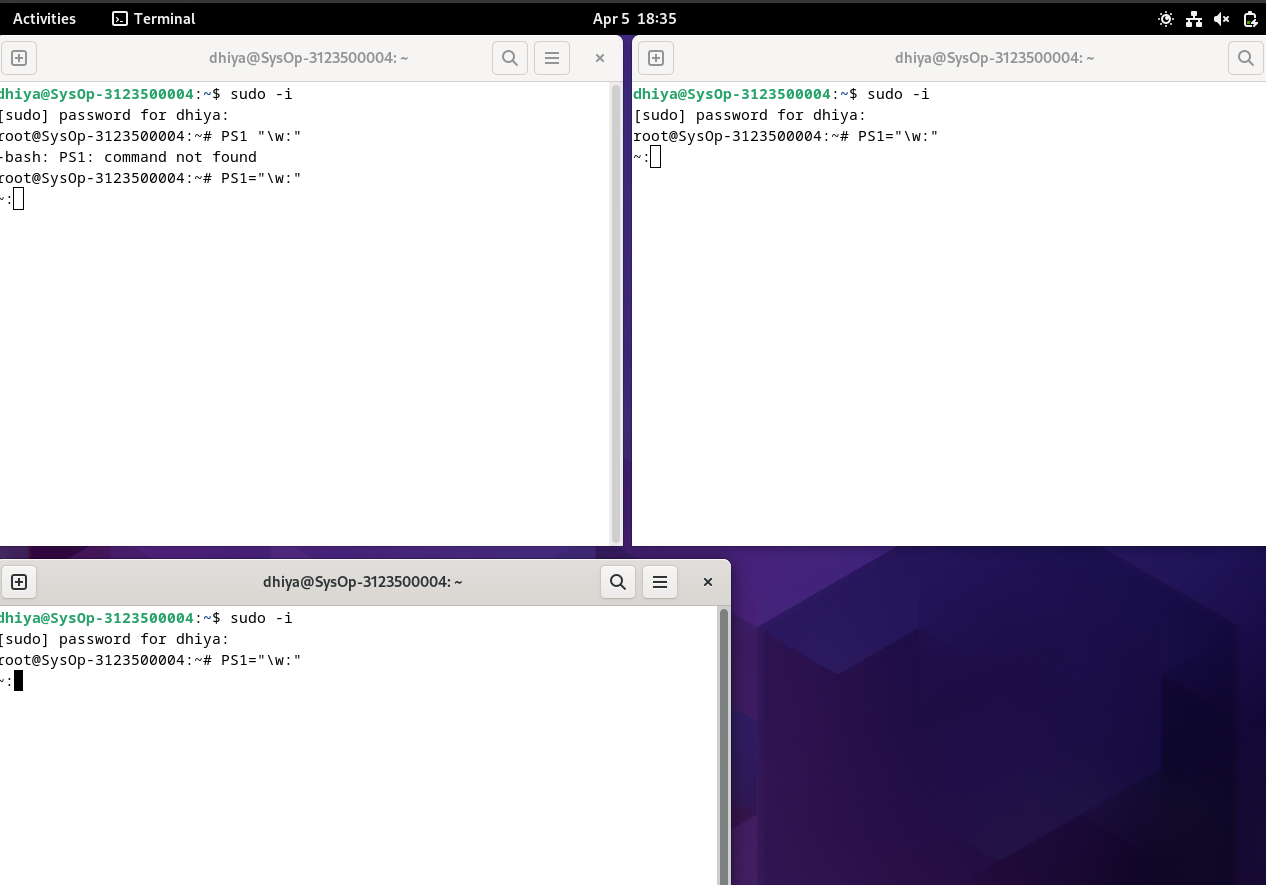 Activities Terminal Apr 5 18:35
dhiya@SysOp-3123500004: ~
dhiya@SysOp-3123500004:~$ sudo -i
[sudo] password for dhiya:
root@SysOp-3123500004:~# PS1 "\w:"
-bash: PS1: command not found
root@SysOp-3123500004:~# PS1="\w:"
~:
dhiya@SysOp-3123500004: ~
dhiya@SysOp-3123500004:~$ sudo -i
[sudo] password for dhiya:
root@SysOp-3123500004:~# PS1="\w:"
~:
dhiya@SysOp-3123500004: ~
dhiya@SysOp-3123500004:~$ sudo -i
[sudo] password for dhiya:
root@SysOp-3123500004:~# PS1="\w:"
~: